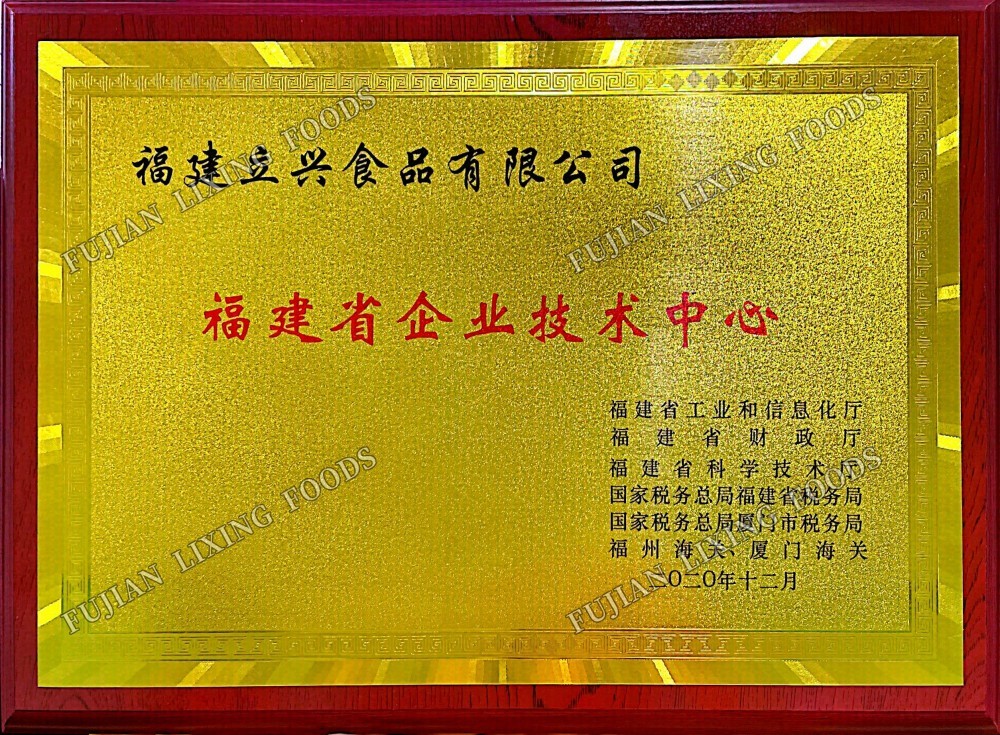 福建立兴食品有限公司
福建省企业技术中心
福建省工业和信息化厅
福建省财政厅
福建省科学技术厅
国家税务总局福建省税务局
国家税务总局厦门市税务局
福州海关、厦门海关
二〇二〇年十二月
FUJIAN LIXING FOODS
FUJIAN LIXING FOODS
FUJIAN LIXING FOODS
FUJIAN LIXING FOODS